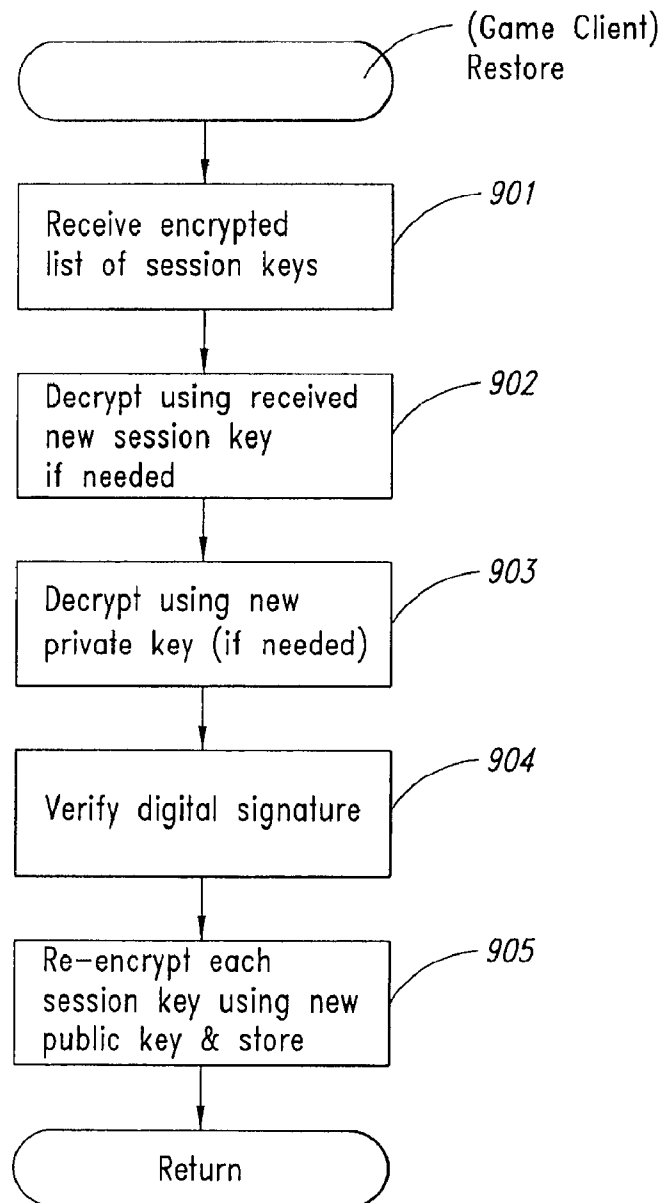 (Game Client)
Restore
901
Receive encrypted
list of session keys
902
Decrypt using received
new session key
if needed
903
Decrypt using new
private key (if needed)
904
Verify digital signature
905
Re-encrypt each
session key using new
public key & store
Return